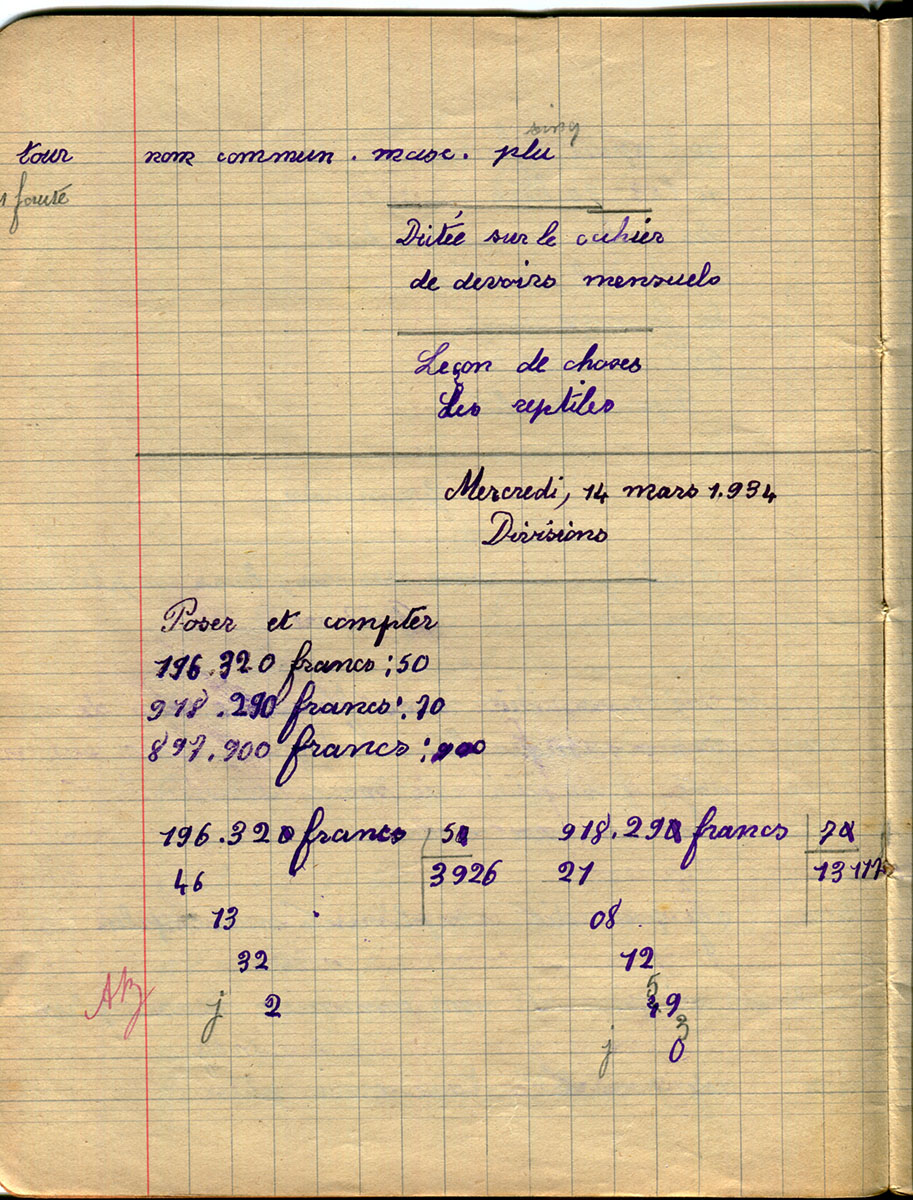 sing
tour nom commun . masc . plu
faute
Dictée sur le cahier
de devoirs mensuels
Leçon de choses
Les reptiles
Mercredi, 14 mars 1.934
Divisions
Poser et compter
196.320 francs : 50
918.290 francs : 70
897.900 francs : 900
196.320 francs 50 918.290 francs 70
46 3926 21 13117
13 08
32 12
5
j 2 49
3
j 0
AB